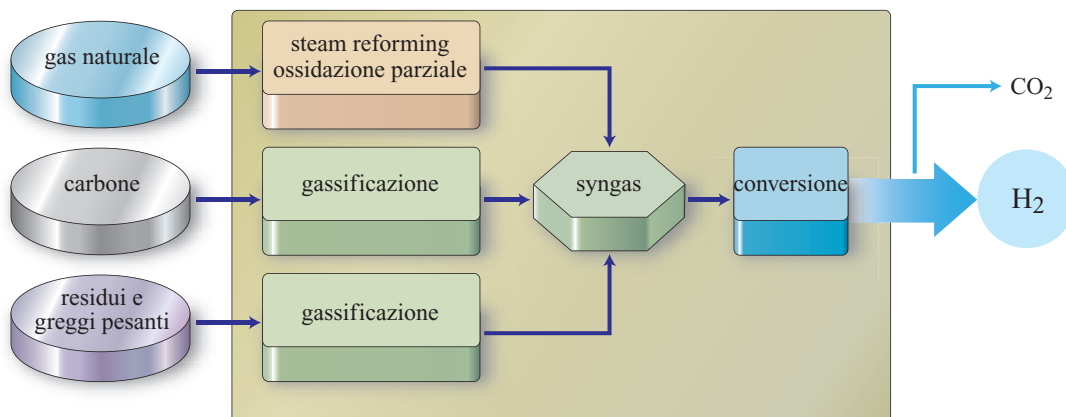 gas naturale
steam reforming
ossidazione parziale
CO₂
carbone
gassificazione
syngas
conversione
H₂
residui e
greggi pesanti
gassificazione